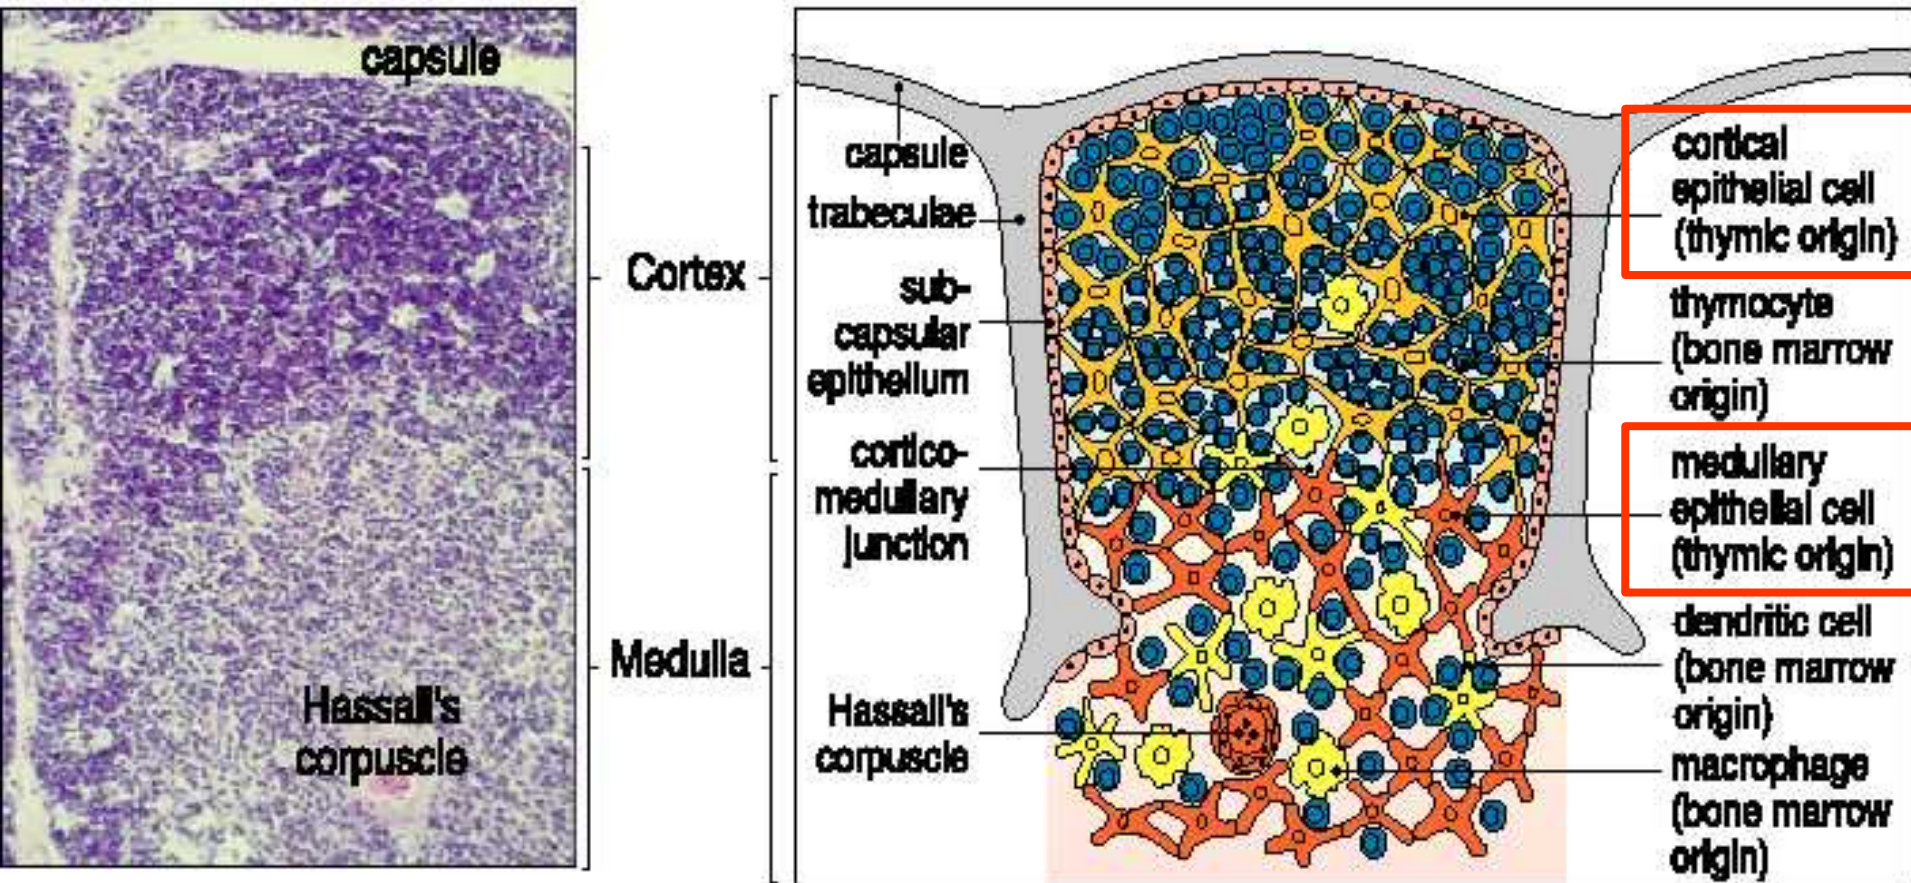 capsule
Hassall's
corpuscle
Cortex
Medulla
capsule
trabeculae
sub-
capsular
epithelium
cortico-
medullary
junction
Hassall's
corpuscle
cortical
epithelial cell
(thymic origin)
thymocyte
(bone marrow
origin)
medullary
epithelial cell
(thymic origin)
dendritic cell
(bone marrow
origin)
macrophage
(bone marrow
origin)